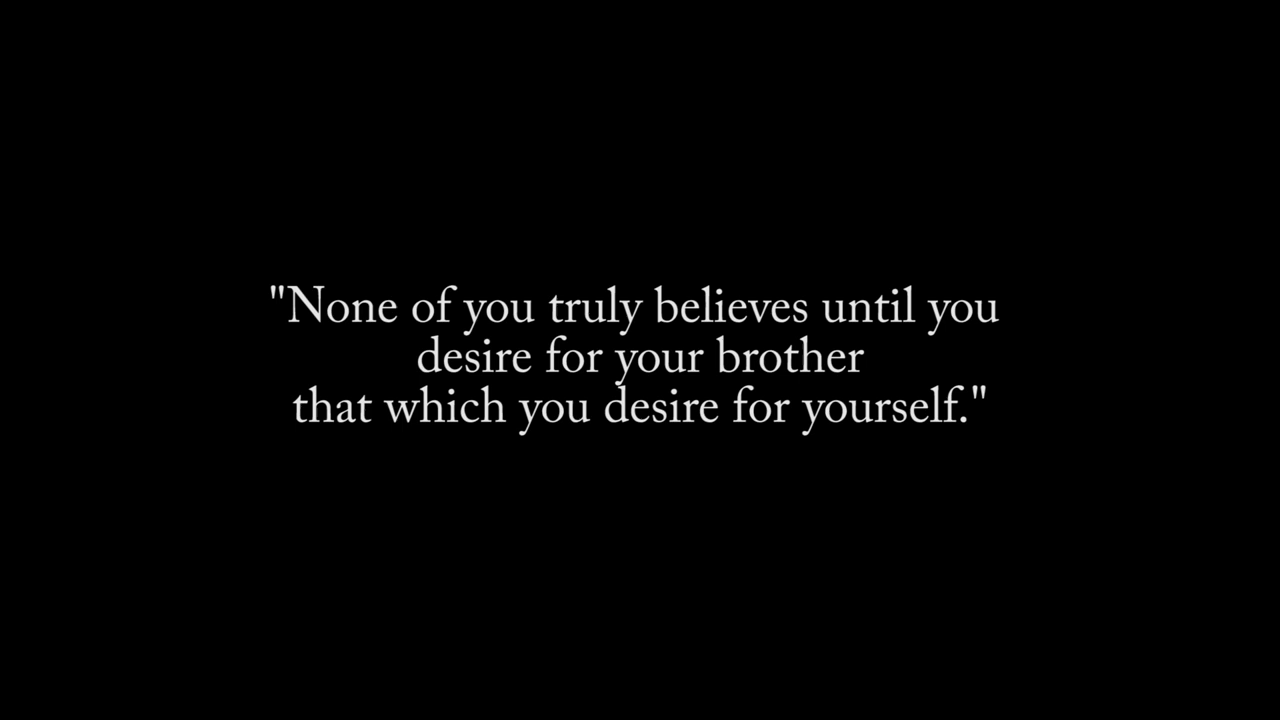 "None of you truly believes until you
desire for your brother
that which you desire for yourself."